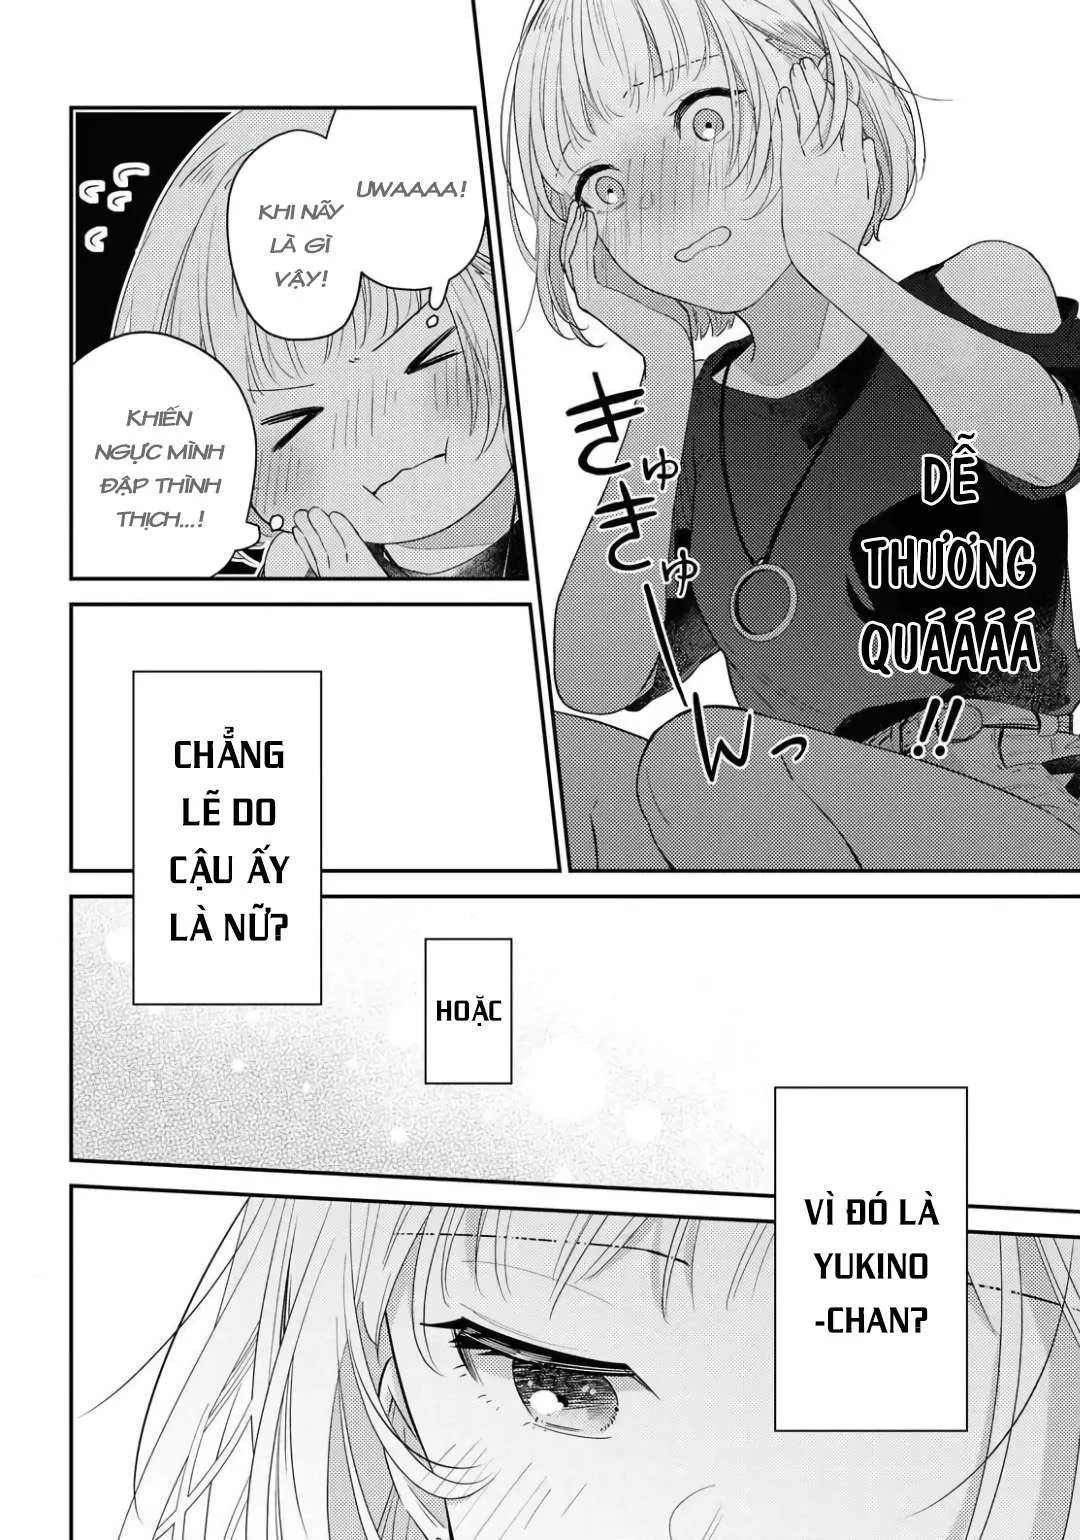 DỄ
THƯƠNG
QUÁÁÁÁ
!!
きゅ
きゅ
ーんっ
UWAAAA!
KHI NÃY
LÀ GÌ
VẬY!
KHIẾN
NGỰC MÌNH
ĐẬP THÌNH
THỊCH...!
CHẲNG
LẼ DO
CẬU ẤY
LÀ NỮ?
HOẶC
VÌ ĐÓ LÀ
YUKINO
-CHAN?